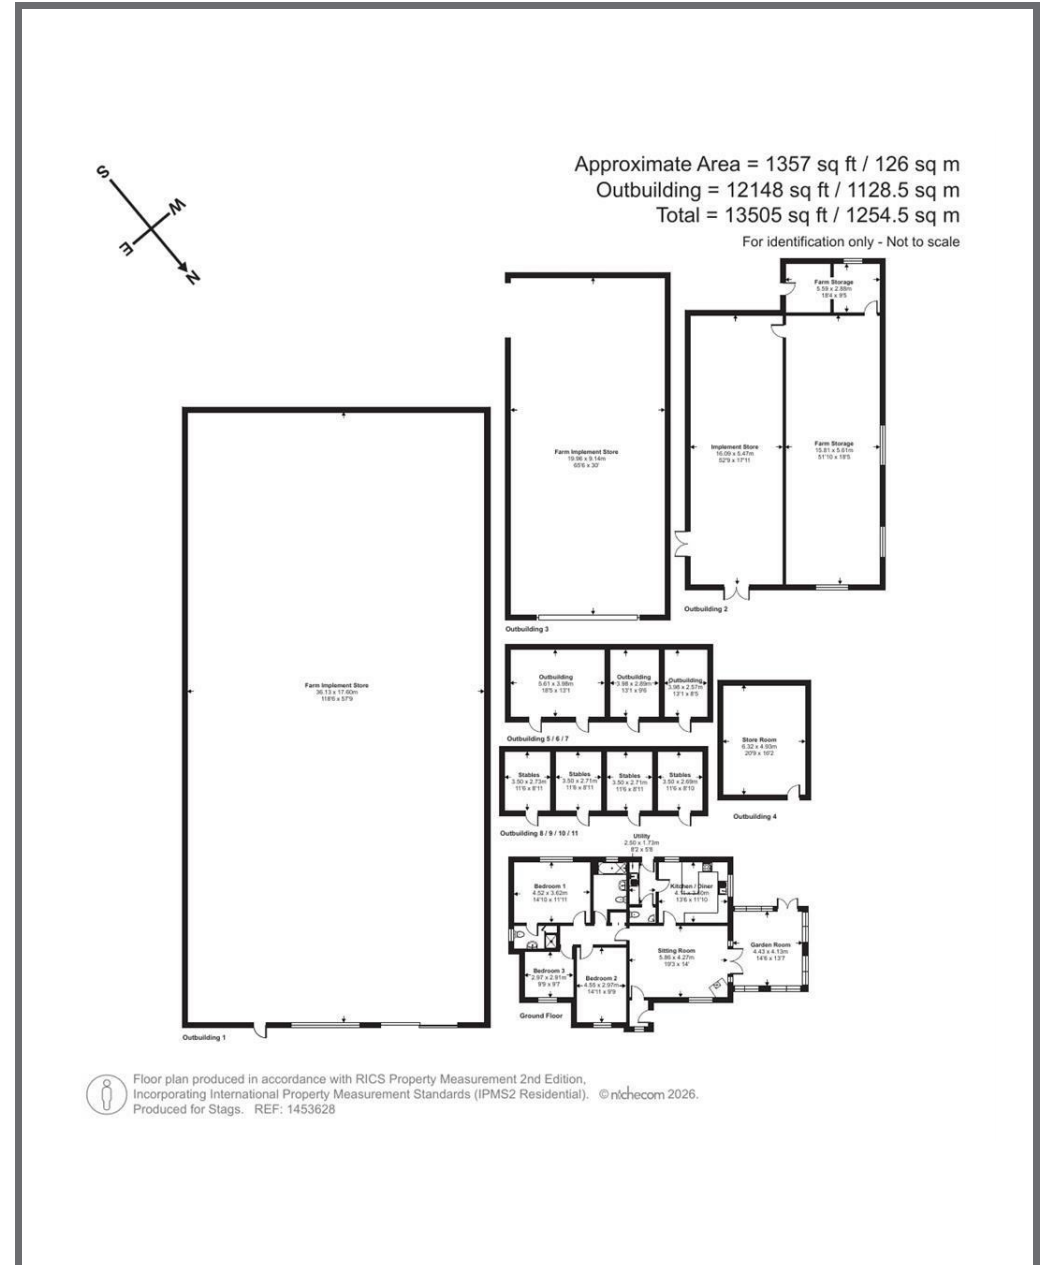 Approximate Area = 1357 sq ft / 126 sq m
Outbuilding = 12148 sq ft / 1128.5 sq m
Total = 13505 sq ft / 1254.5 sq m
For identification only - Not to scale
S
W
E
N
Farm Storage
5.59 x 2.88m
18'4 x 9'5
Implement Store
16.09 x 5.47m
52'9 x 17'11
Farm Storage
15.81 x 5.61m
51'10 x 18'5
Outbuilding 2
Farm Implement Store
19.96 x 9.14m
65'6 x 30'
Outbuilding 3
Farm Implement Store
36.13 x 17.60m
118'6 x 57'9
Outbuilding 1
Outbuilding
5.61 x 3.98m
18'5 x 13'1
Outbuilding
3.98 x 2.89m
13'1 x 9'6
Outbuilding
3.98 x 2.57m
13'1 x 8'5
Outbuilding 5 / 6 / 7
Store Room
6.32 x 4.93m
20'9 x 16'2
Outbuilding 4
Stables
3.50 x 2.73m
11'6 x 8'11
Stables
3.50 x 2.71m
11'6 x 8'11
Stables
3.50 x 2.71m
11'6 x 8'11
Stables
3.50 x 2.69m
11'6 x 8'10
Outbuilding 8 / 9 / 10 / 11
Utility
2.50 x 1.73m
8'2 x 5'8
Bedroom 1
4.52 x 3.62m
14'10 x 11'11
Kitchen / Diner
13'6 x 11'10
Sitting Room
5.86 x 4.27m
19'3 x 14'
Garden Room
4.43 x 4.13m
14'6 x 13'7
Bedroom 3
2.97 x 2.91m
9'9 x 9'7
Bedroom 2
4.55 x 2.97m
14'11 x 9'9
Ground Floor
Floor plan produced in accordance with RICS Property Measurement 2nd Edition,
Incorporating International Property Measurement Standards (IPMS2 Residential). © nichecom 2026.
Produced for Stags. REF: 1453628